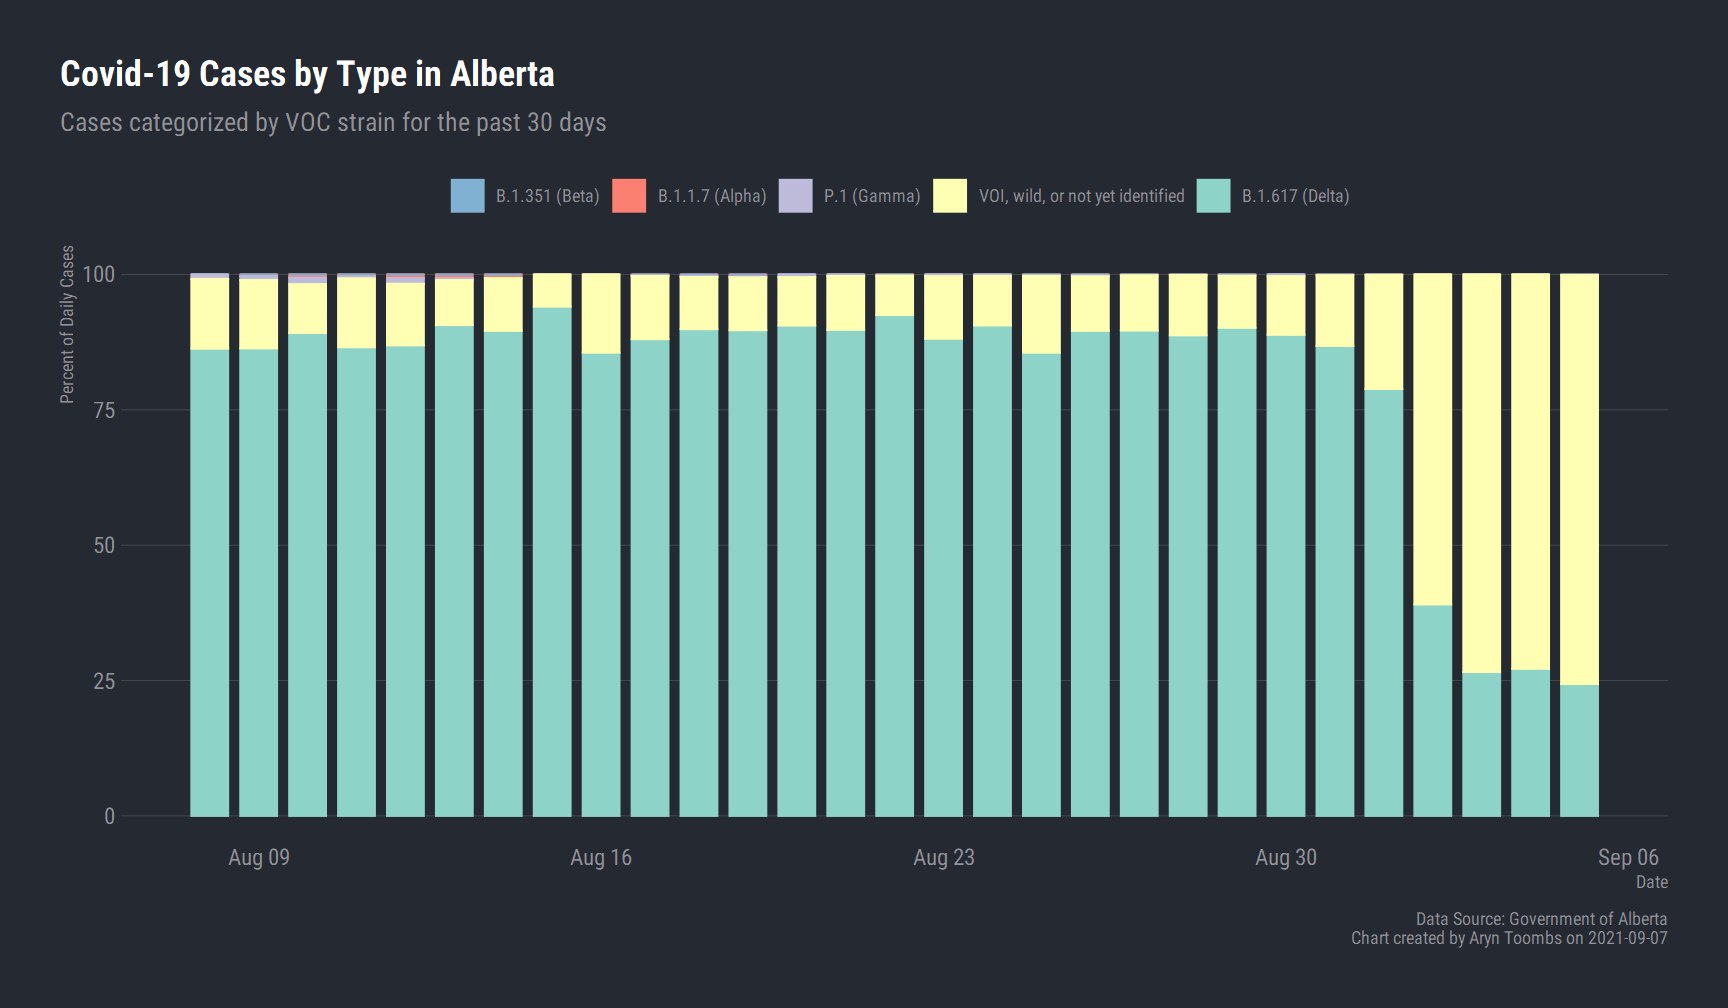 Covid-19 Cases by Type in Alberta
Cases categorized by VOC strain for the past 30 days
B.1.351 (Beta) B.1.1.7 (Alpha) P.1 (Gamma) VOI, wild, or not yet identified B.1.617 (Delta)
Percent of Daily Cases
100
75
50
25
0
Aug 09 Aug 16 Aug 23 Aug 30 Sep 06
Date
Data Source: Government of Alberta
Chart created by Aryn Toombs on 2021-09-07